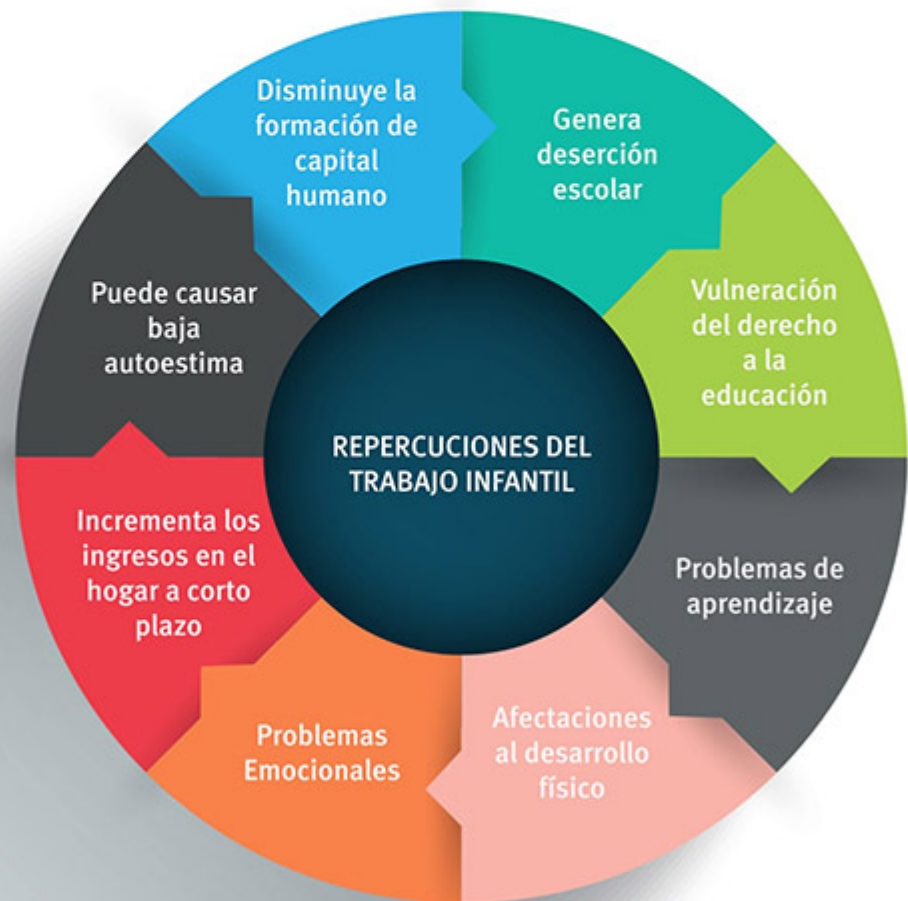 REPERCUCIONES DEL
TRABAJO INFANTIL
Disminuye la
formación de
capital
humano
Genera
deserción
escolar
Vulneración
del derecho
a la
educación
Problemas de
aprendizaje
Afectaciones
al desarrollo
físico
Problemas
Emocionales
Incrementa los
ingresos en el
hogar a corto
plazo
Puede causar
baja
autoestima